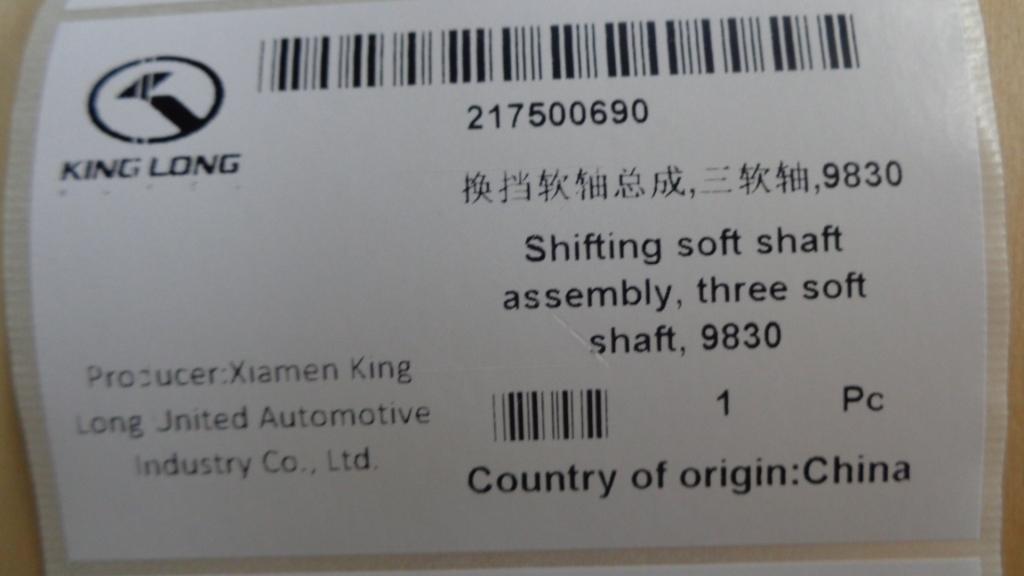 KING LONG
217500690
换挡软轴总成,三软轴,9830
Shifting soft shaft
assembly, three soft
shaft, 9830
Producer:Xiamen King
Long United Automotive
Industry Co., Ltd.
1 Pc
Country of origin:China